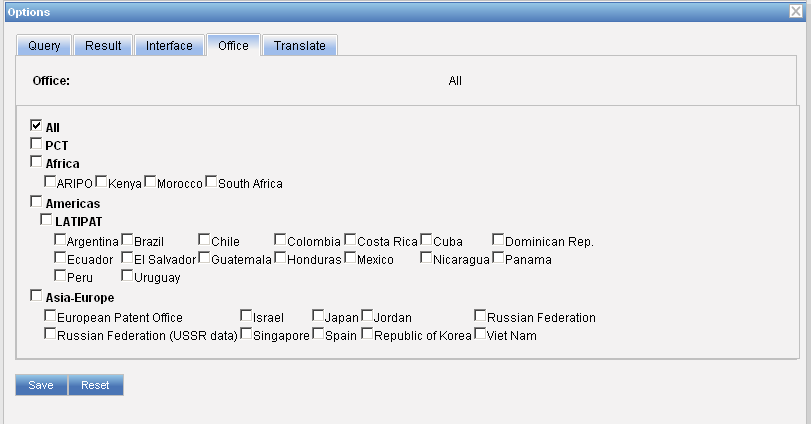 Options
Query Result Interface Office Translate
Office: All
All
PCT
Africa
ARIPO Kenya Morocco South Africa
Americas
LATIPAT
Argentina Brazil Chile Colombia Costa Rica Cuba Dominican Rep.
Ecuador El Salvador Guatemala Honduras Mexico Nicaragua Panama
Peru Uruguay
Asia-Europe
European Patent Office Israel Japan Jordan Russian Federation
Russian Federation (USSR data) Singapore Spain Republic of Korea Viet Nam
Save Reset